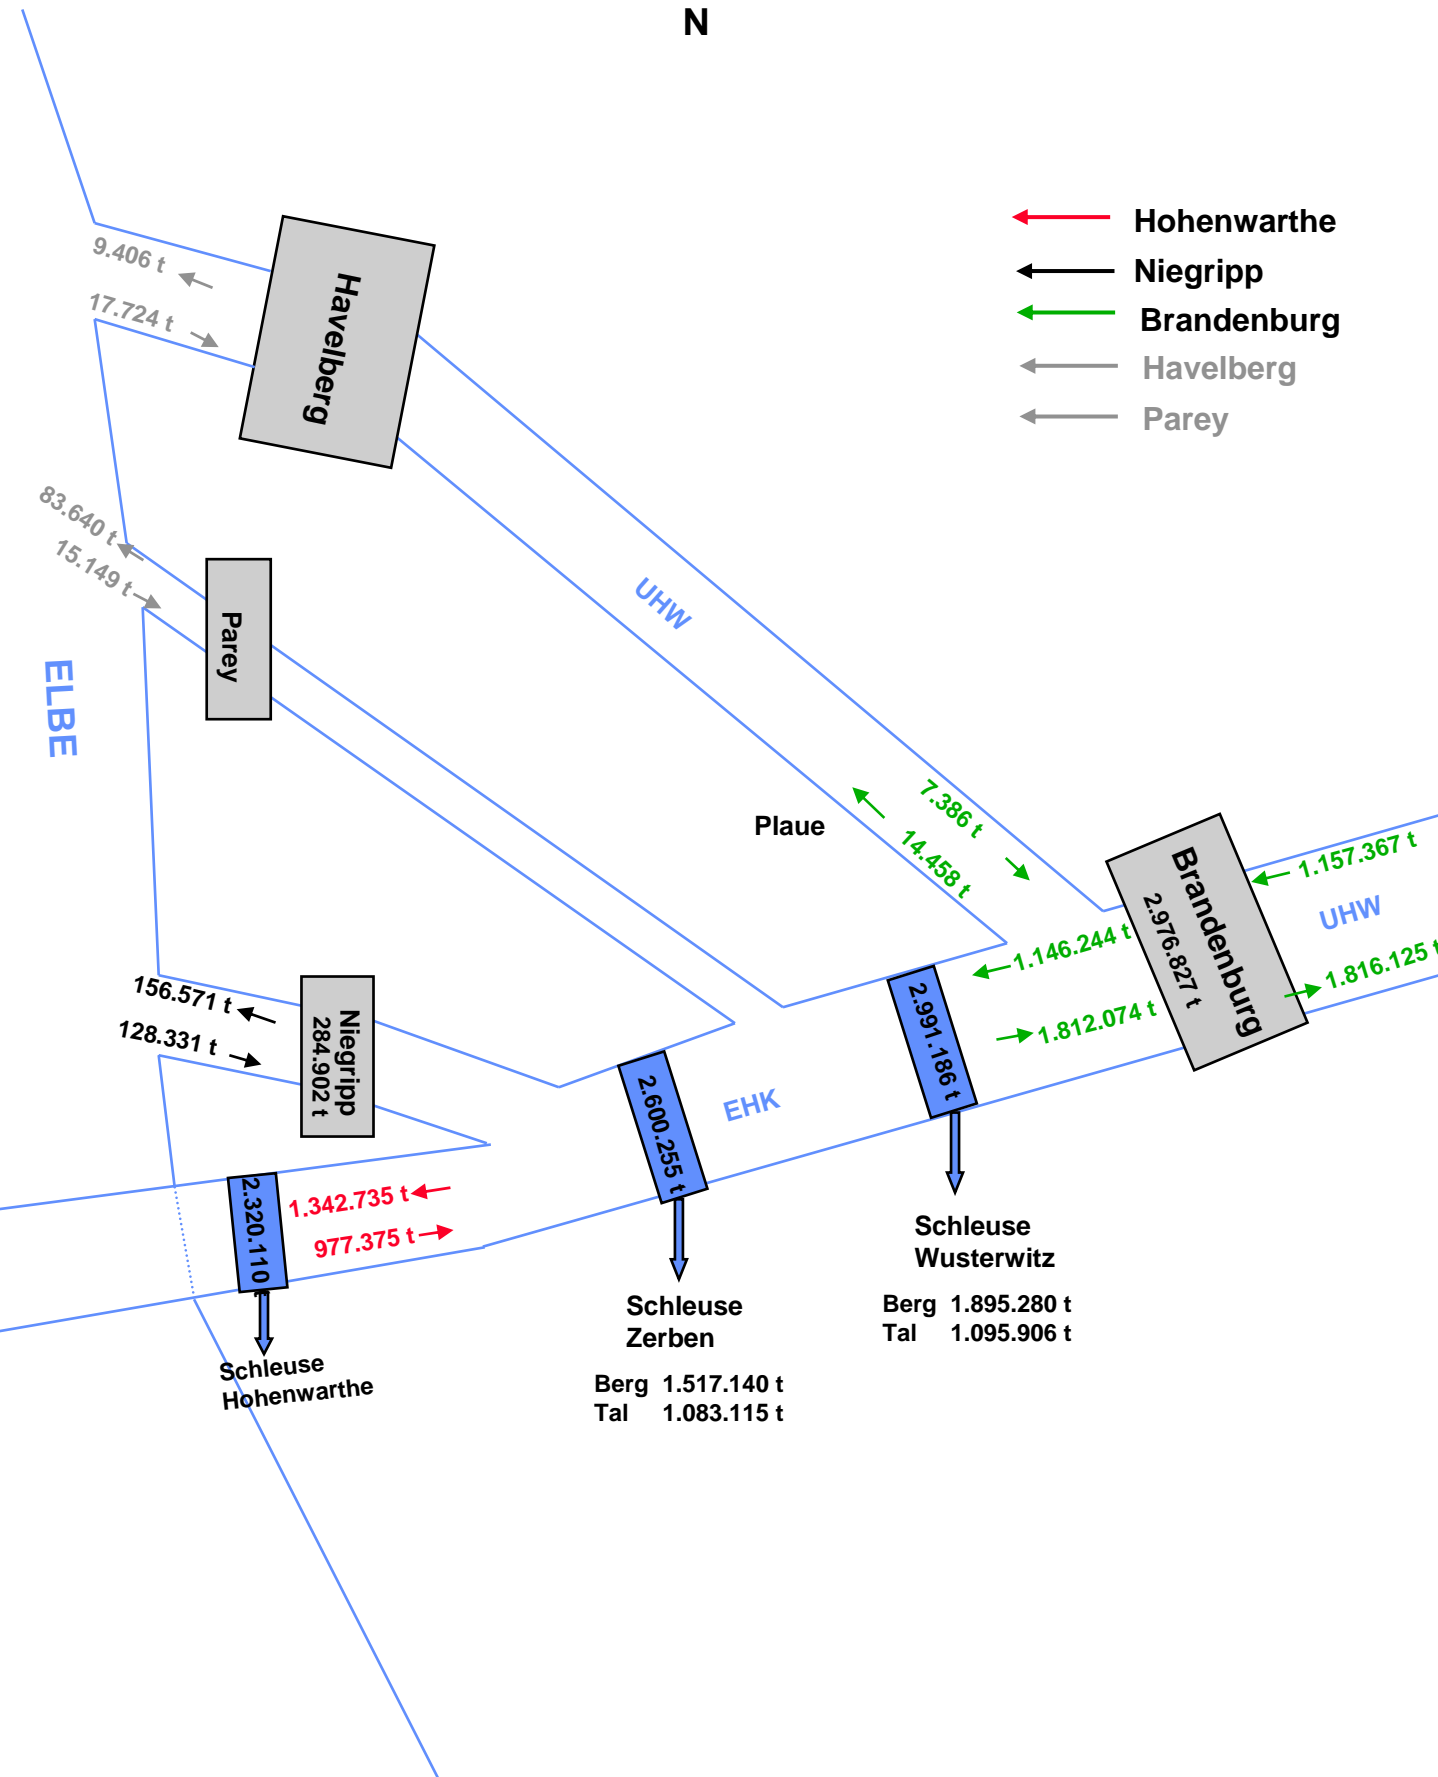 N
Hohenwarthe
Niegripp
Brandenburg
Havelberg
Parey
9.406 t
17.724 t
Havelberg
83.640 t
15.149 t
Parey
UHW
ELBE
Plaue
7.386 t
14.458 t
Brandenburg
2.976.827 t
1.157.367 t
UHW
1.816.125 t
1.146.244 t
1.812.074 t
2.991.186 t
156.571 t
128.331 t
Niegripp
284.902 t
2.600.255 t
EHK
2.320.110 t
1.342.735 t
977.375 t
Schleuse
Wusterwitz
Berg 1.895.280 t
Tal 1.095.906 t
Schleuse
Zerben
Berg 1.517.140 t
Tal 1.083.115 t
Schleuse
Hohenwarthe